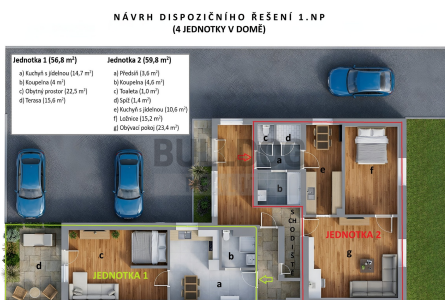 NÁVRH DISPOZIČNÍHO ŘEŠENÍ 1.NP
(4 JEDNOTKY V DOMĚ)
Jednotka 1 (56,8 m²)
a) Kuchyň s jídelnou (14,7 m²)
b) Koupelna (4 m²)
c) Obytný prostor (22,5 m²)
d) Terasa (15,6 m²)
Jednotka 2 (59,8 m²)
a) Předsíň (3,6 m²)
b) Koupelna (4,6 m²)
c) Toaleta (1,0 m²)
d) Spíž (1,4 m²)
e) Kuchyň s jídelnou (10,6 m²)
f) Ložnice (15,2 m²)
g) Obývací pokoj (23,4 m²)
c
d
a
b
e
f
SCHODIŠTĚ
JEDNOTKA 2
g
c
d
b
a
JEDNOTKA 1